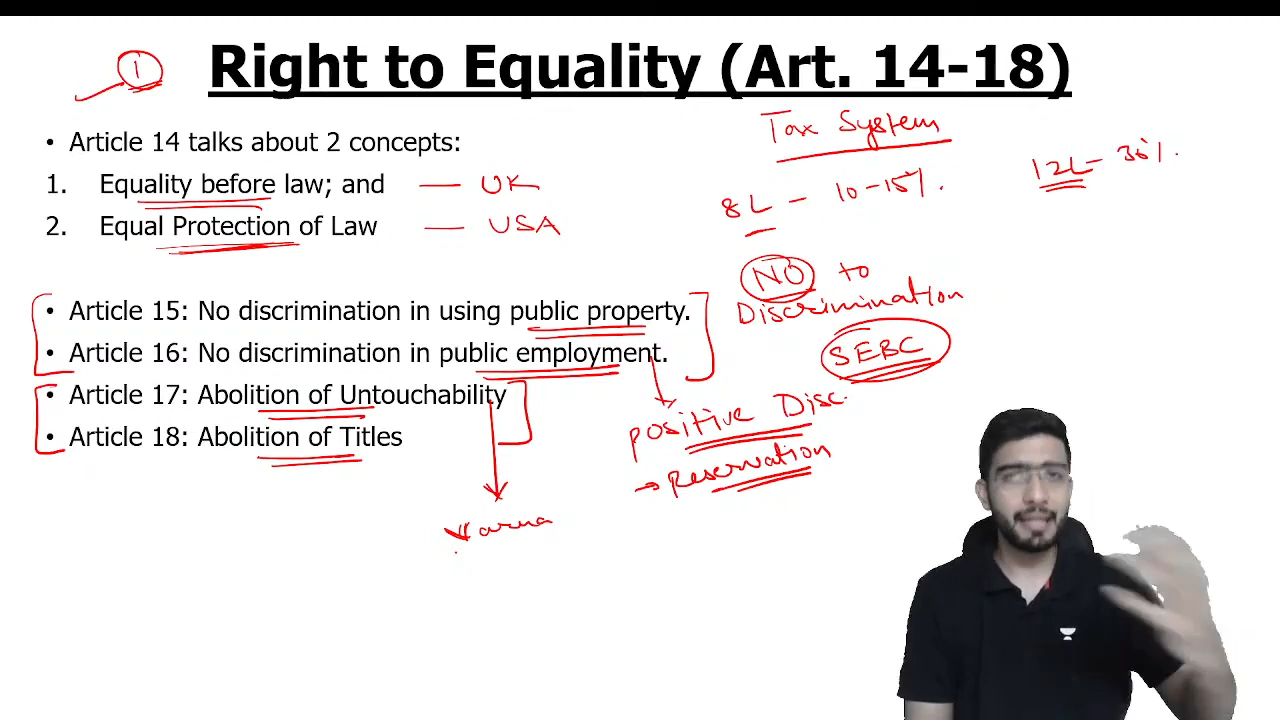 1
Right to Equality (Art. 14-18)
• Article 14 talks about 2 concepts:
1. Equality before law; and — UK
2. Equal Protection of Law — USA
Tax System
8L - 10-15%.
12L - 30%.
• Article 15: No discrimination in using public property.
• Article 16: No discrimination in public employment.
• Article 17: Abolition of Untouchability
• Article 18: Abolition of Titles
NO to
Discrimination
SEBC
positive Disc.
→ Reservation
Varna